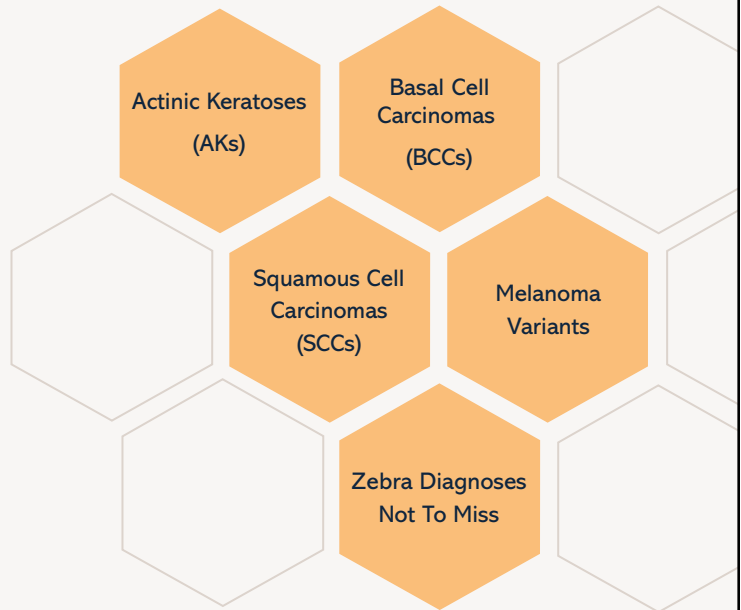 Actinic Keratoses
(AKs)
Basal Cell
Carcinomas
(BCCs)
Squamous Cell
Carcinomas
(SCCs)
Melanoma
Variants
Zebra Diagnoses
Not To Miss